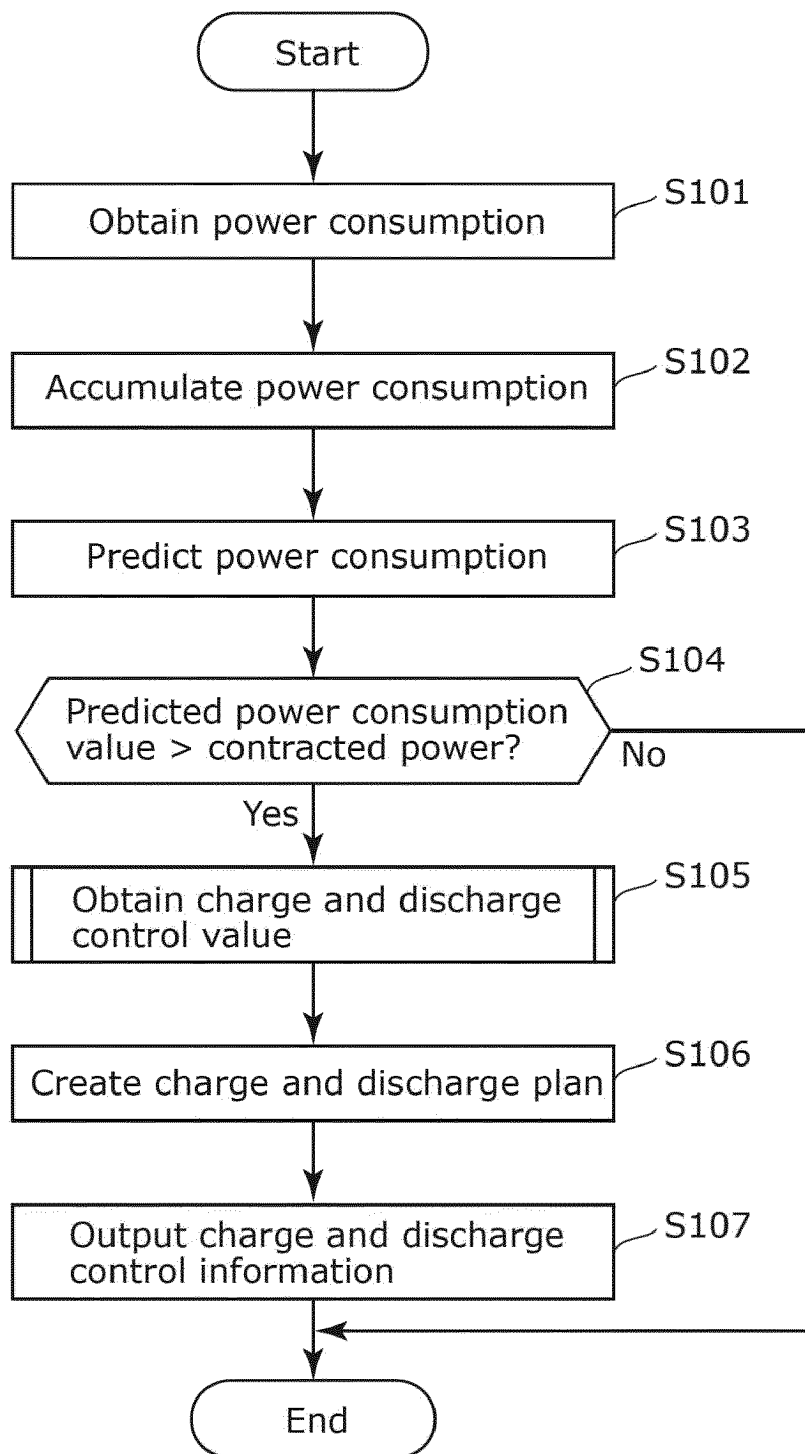 Start
S101
Obtain power consumption
S102
Accumulate power consumption
S103
Predict power consumption
S104
Predicted power consumption
value > contracted power?
No
Yes
S105
Obtain charge and discharge
control value
S106
Create charge and discharge plan
S107
Output charge and discharge
control information
End